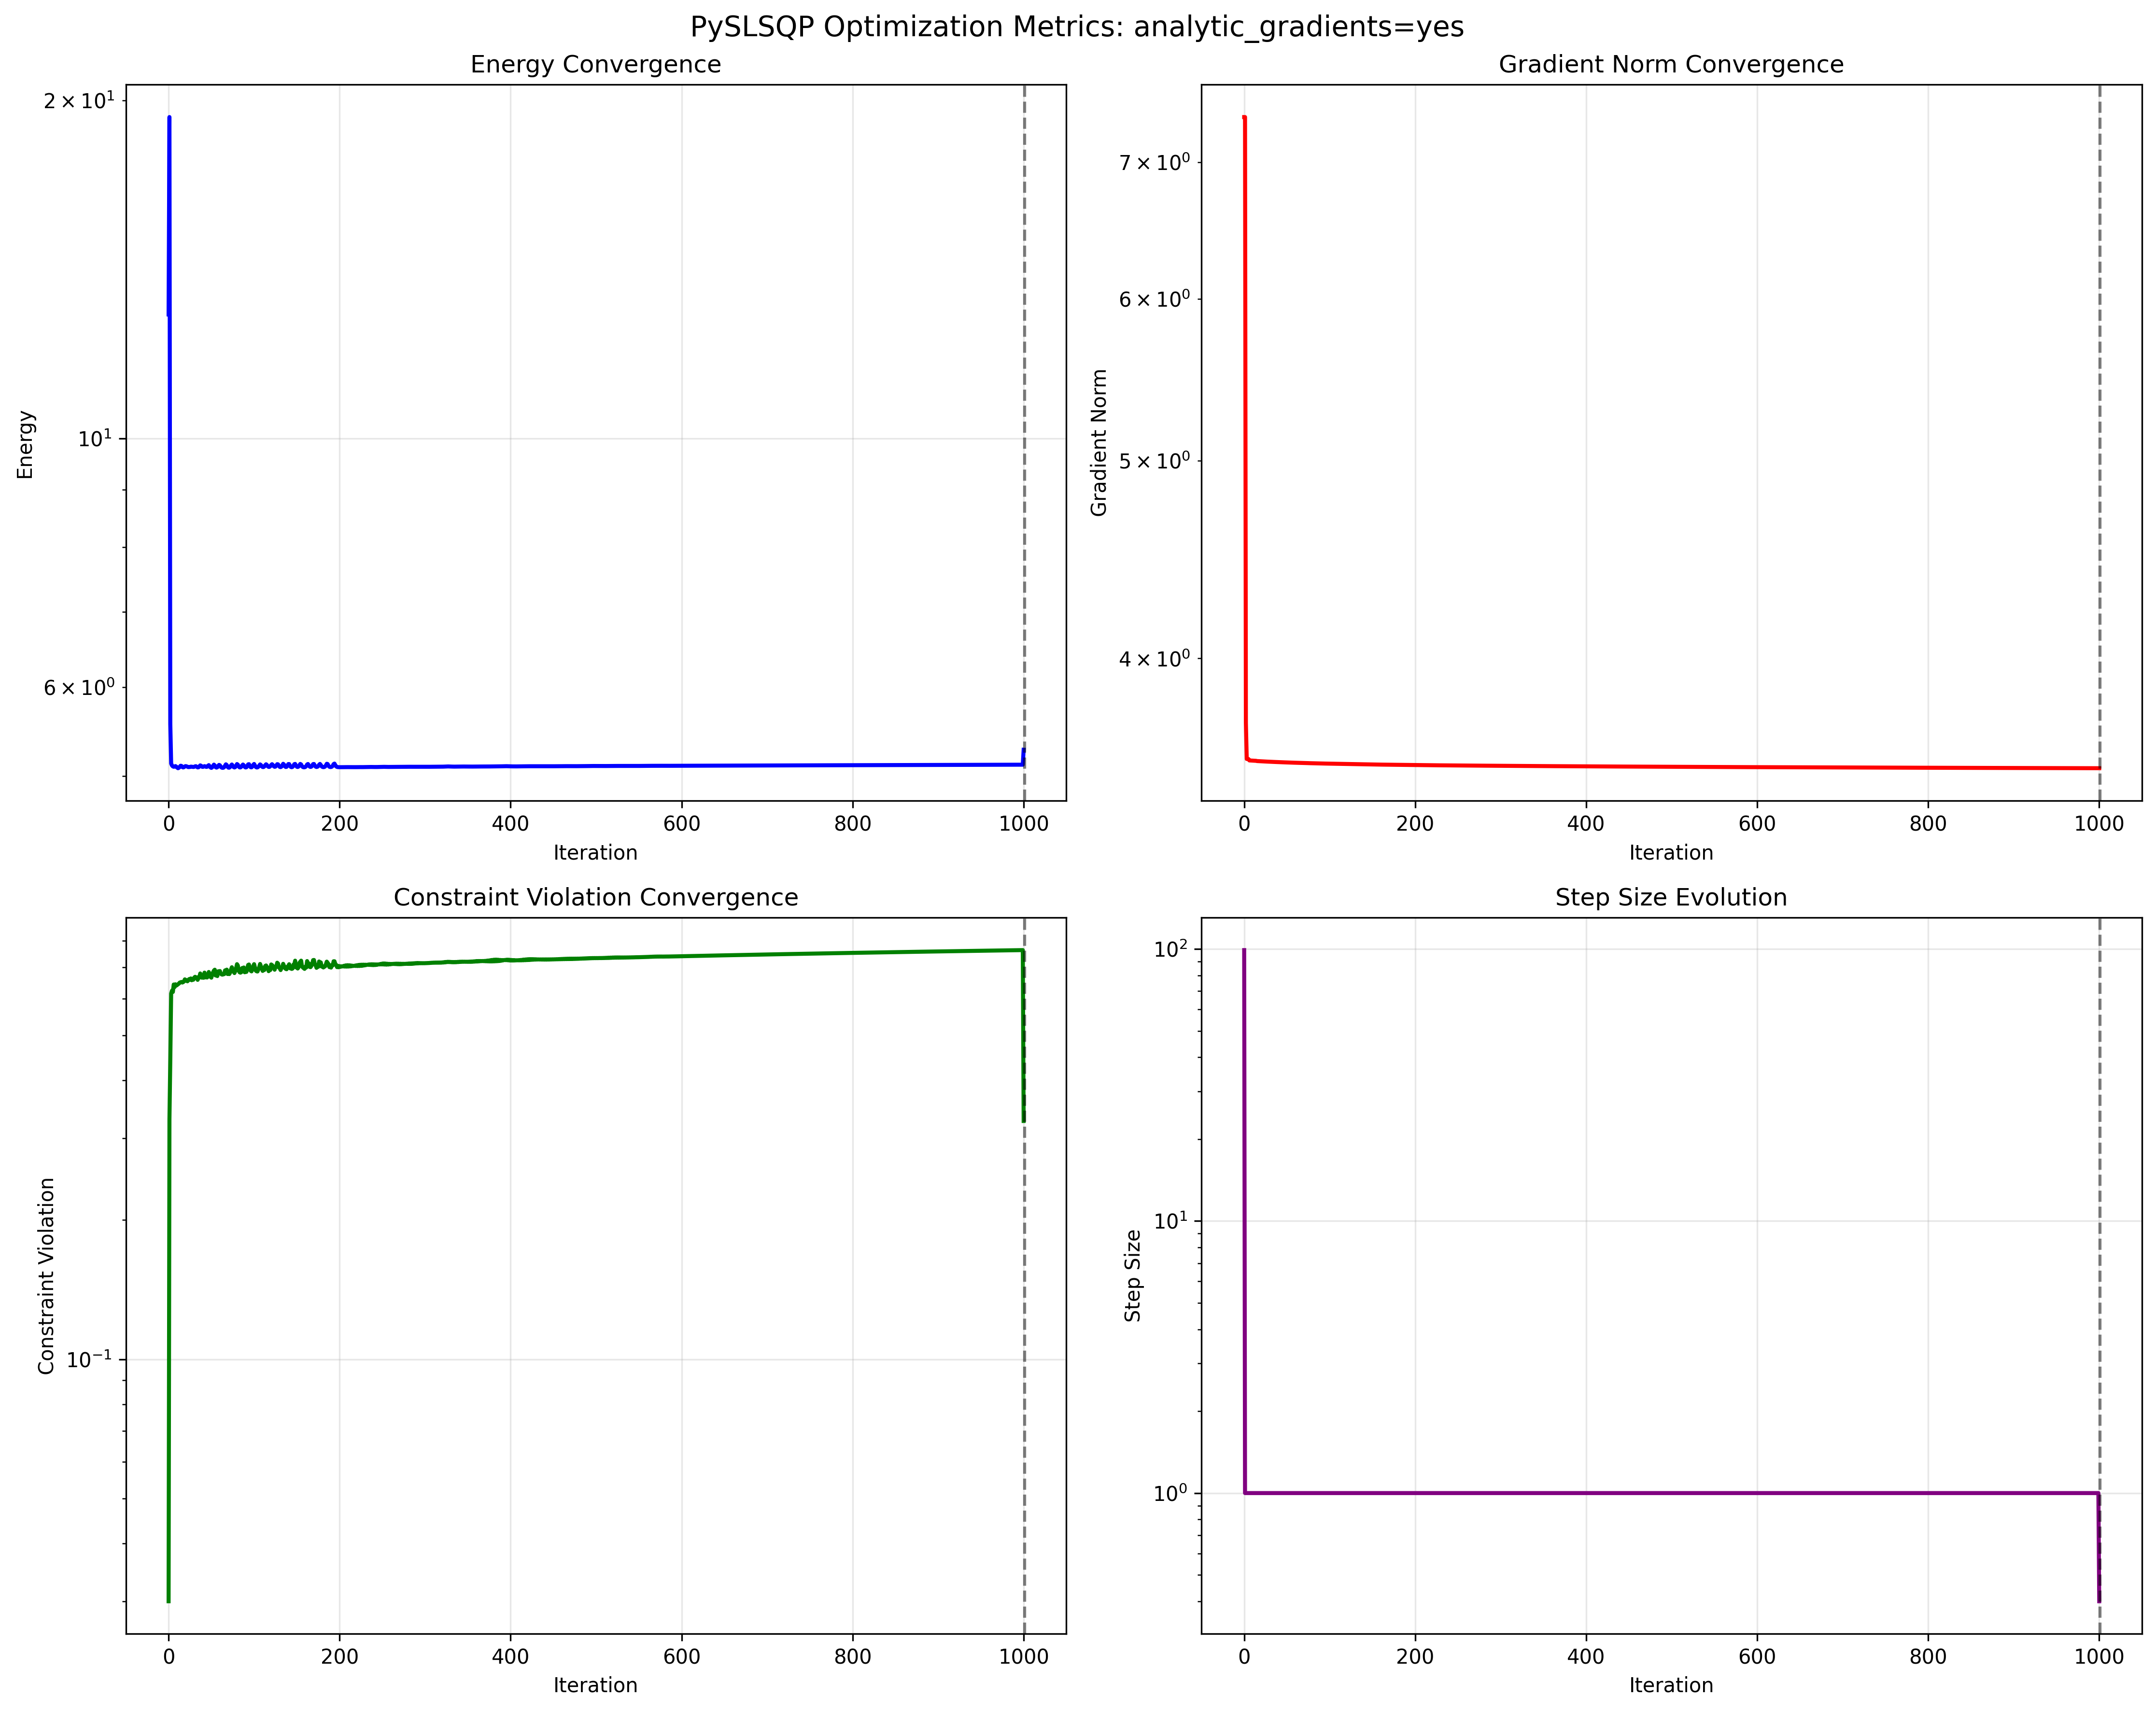 PySLSQP Optimization Metrics: analytic_gradients=yes
Energy Convergence
2 × 10¹
10¹
6 × 10⁰
Energy
0 200 400 600 800 1000
Iteration
Gradient Norm Convergence
7 × 10⁰
6 × 10⁰
5 × 10⁰
4 × 10⁰
Gradient Norm
0 200 400 600 800 1000
Iteration
Constraint Violation Convergence
10⁻¹
Constraint Violation
0 200 400 600 800 1000
Iteration
Step Size Evolution
10²
10¹
10⁰
Step Size
0 200 400 600 800 1000
Iteration